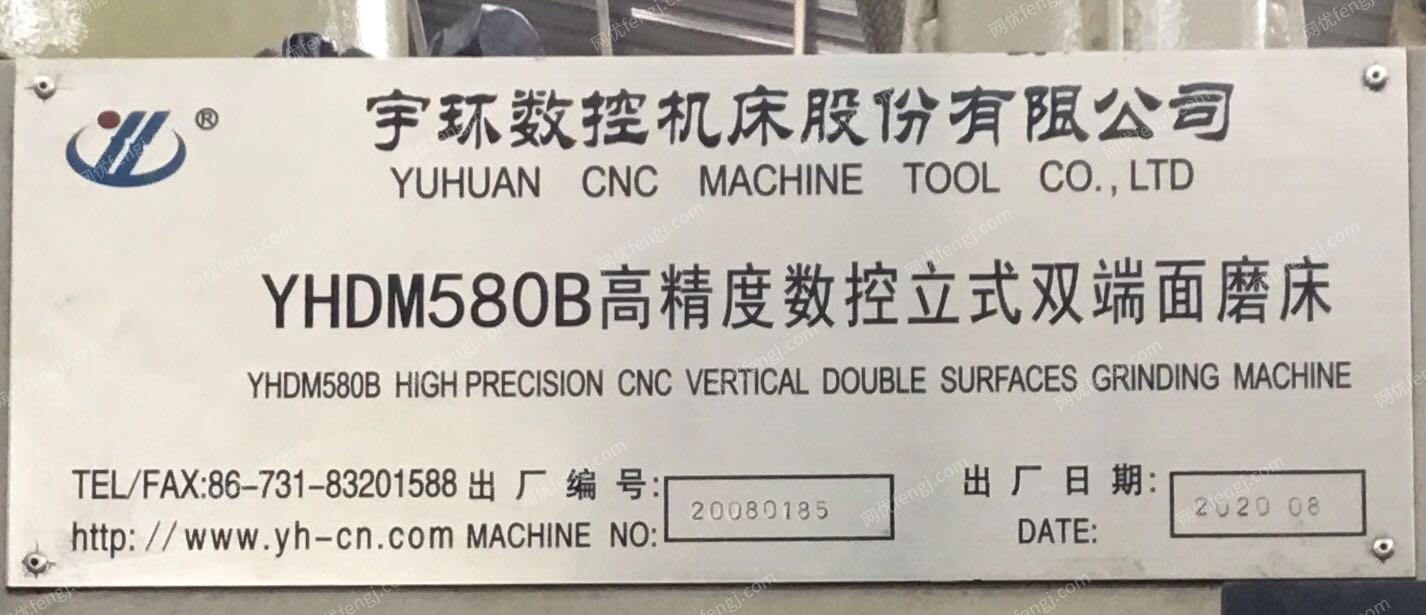 宇环数控机床股份有限公司
YUHUAN CNC MACHINE TOOL CO., LTD
YHDM580B高精度数控立式双端面磨床
YHDM580B HIGH PRECISION CNC VERTICAL DOUBLE SURFACES GRINDING MACHINE
TEL/FAX:86-731-83201588 出厂编号: 20080185 出厂日期: 2020 08
http://www.yh-cn.com MACHINE NO: DATE: